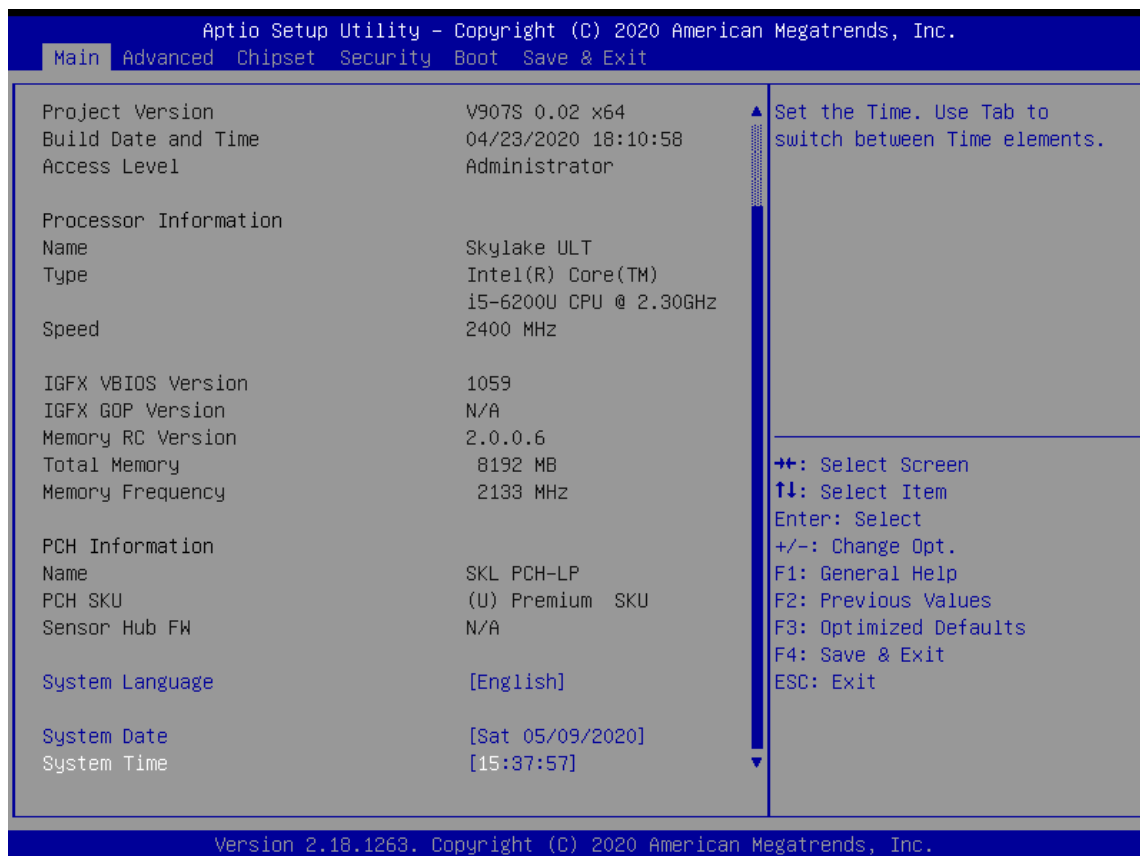 Aptio Setup Utility – Copyright (C) 2020 American Megatrends, Inc.
Main Advanced Chipset Security Boot Save & Exit
Project Version V907S 0.02 x64
Build Date and Time 04/23/2020 18:10:58
Access Level Administrator
Processor Information
Name Skylake ULT
Type Intel(R) Core(TM)
i5-6200U CPU @ 2.30GHz
Speed 2400 MHz
IGFX VBIOS Version 1059
IGFX GOP Version N/A
Memory RC Version 2.0.0.6
Total Memory 8192 MB
Memory Frequency 2133 MHz
PCH Information
Name SKL PCH-LP
PCH SKU (U) Premium SKU
Sensor Hub FW N/A
System Language [English]
System Date [Sat 05/09/2020]
System Time [15:37:57]
Set the Time. Use Tab to
switch between Time elements.
→←: Select Screen
↑↓: Select Item
Enter: Select
+/-: Change Opt.
F1: General Help
F2: Previous Values
F3: Optimized Defaults
F4: Save & Exit
ESC: Exit
Version 2.18.1263. Copyright (C) 2020 American Megatrends, Inc.